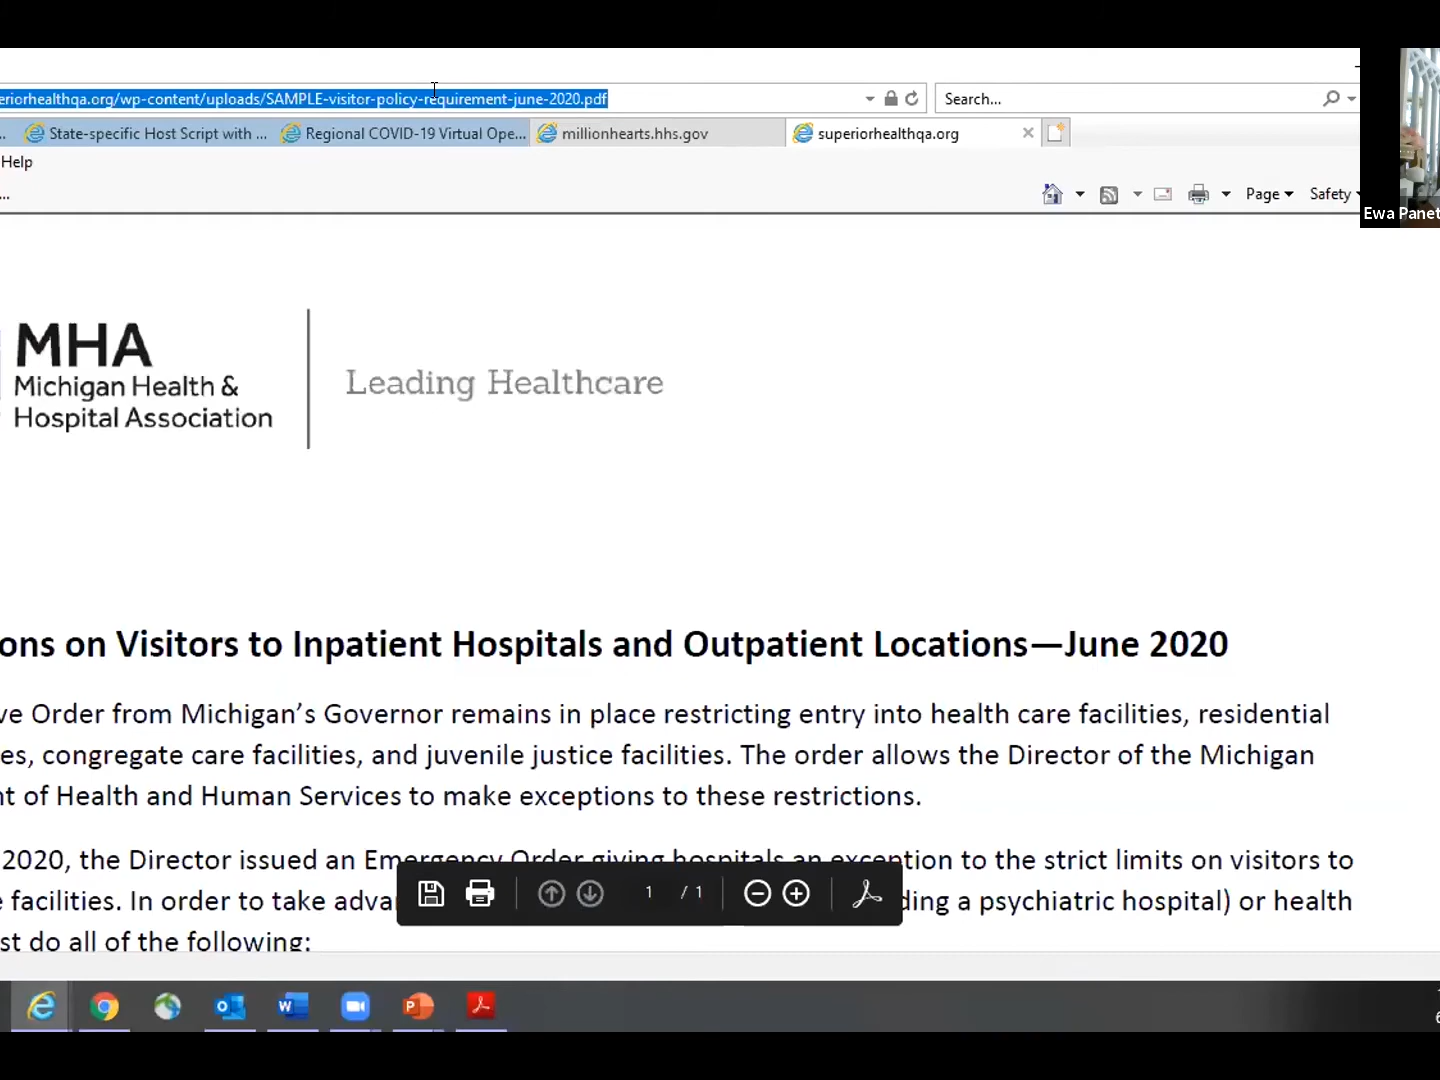 eriorhealthqa.org/wp-content/uploads/SAMPLE-visitor-policy-requirement-june-2020.pdf
Search...
... State-specific Host Script with ... Regional COVID-19 Virtual Ope... millionhearts.hhs.gov superiorhealthqa.org
Help
... Page Safety
Ewa Panet
MHA
Michigan Health &
Hospital Association
Leading Healthcare
ons on Visitors to Inpatient Hospitals and Outpatient Locations—June 2020
ve Order from Michigan’s Governor remains in place restricting entry into health care facilities, residential
es, congregate care facilities, and juvenile justice facilities. The order allows the Director of the Michigan
nt of Health and Human Services to make exceptions to these restrictions.
2020, the Director issued an Emergency Order giving hospitals an exception to the strict limits on visitors to
e facilities. In order to take adva ding a psychiatric hospital) or health
st do all of the following:
1 / 1